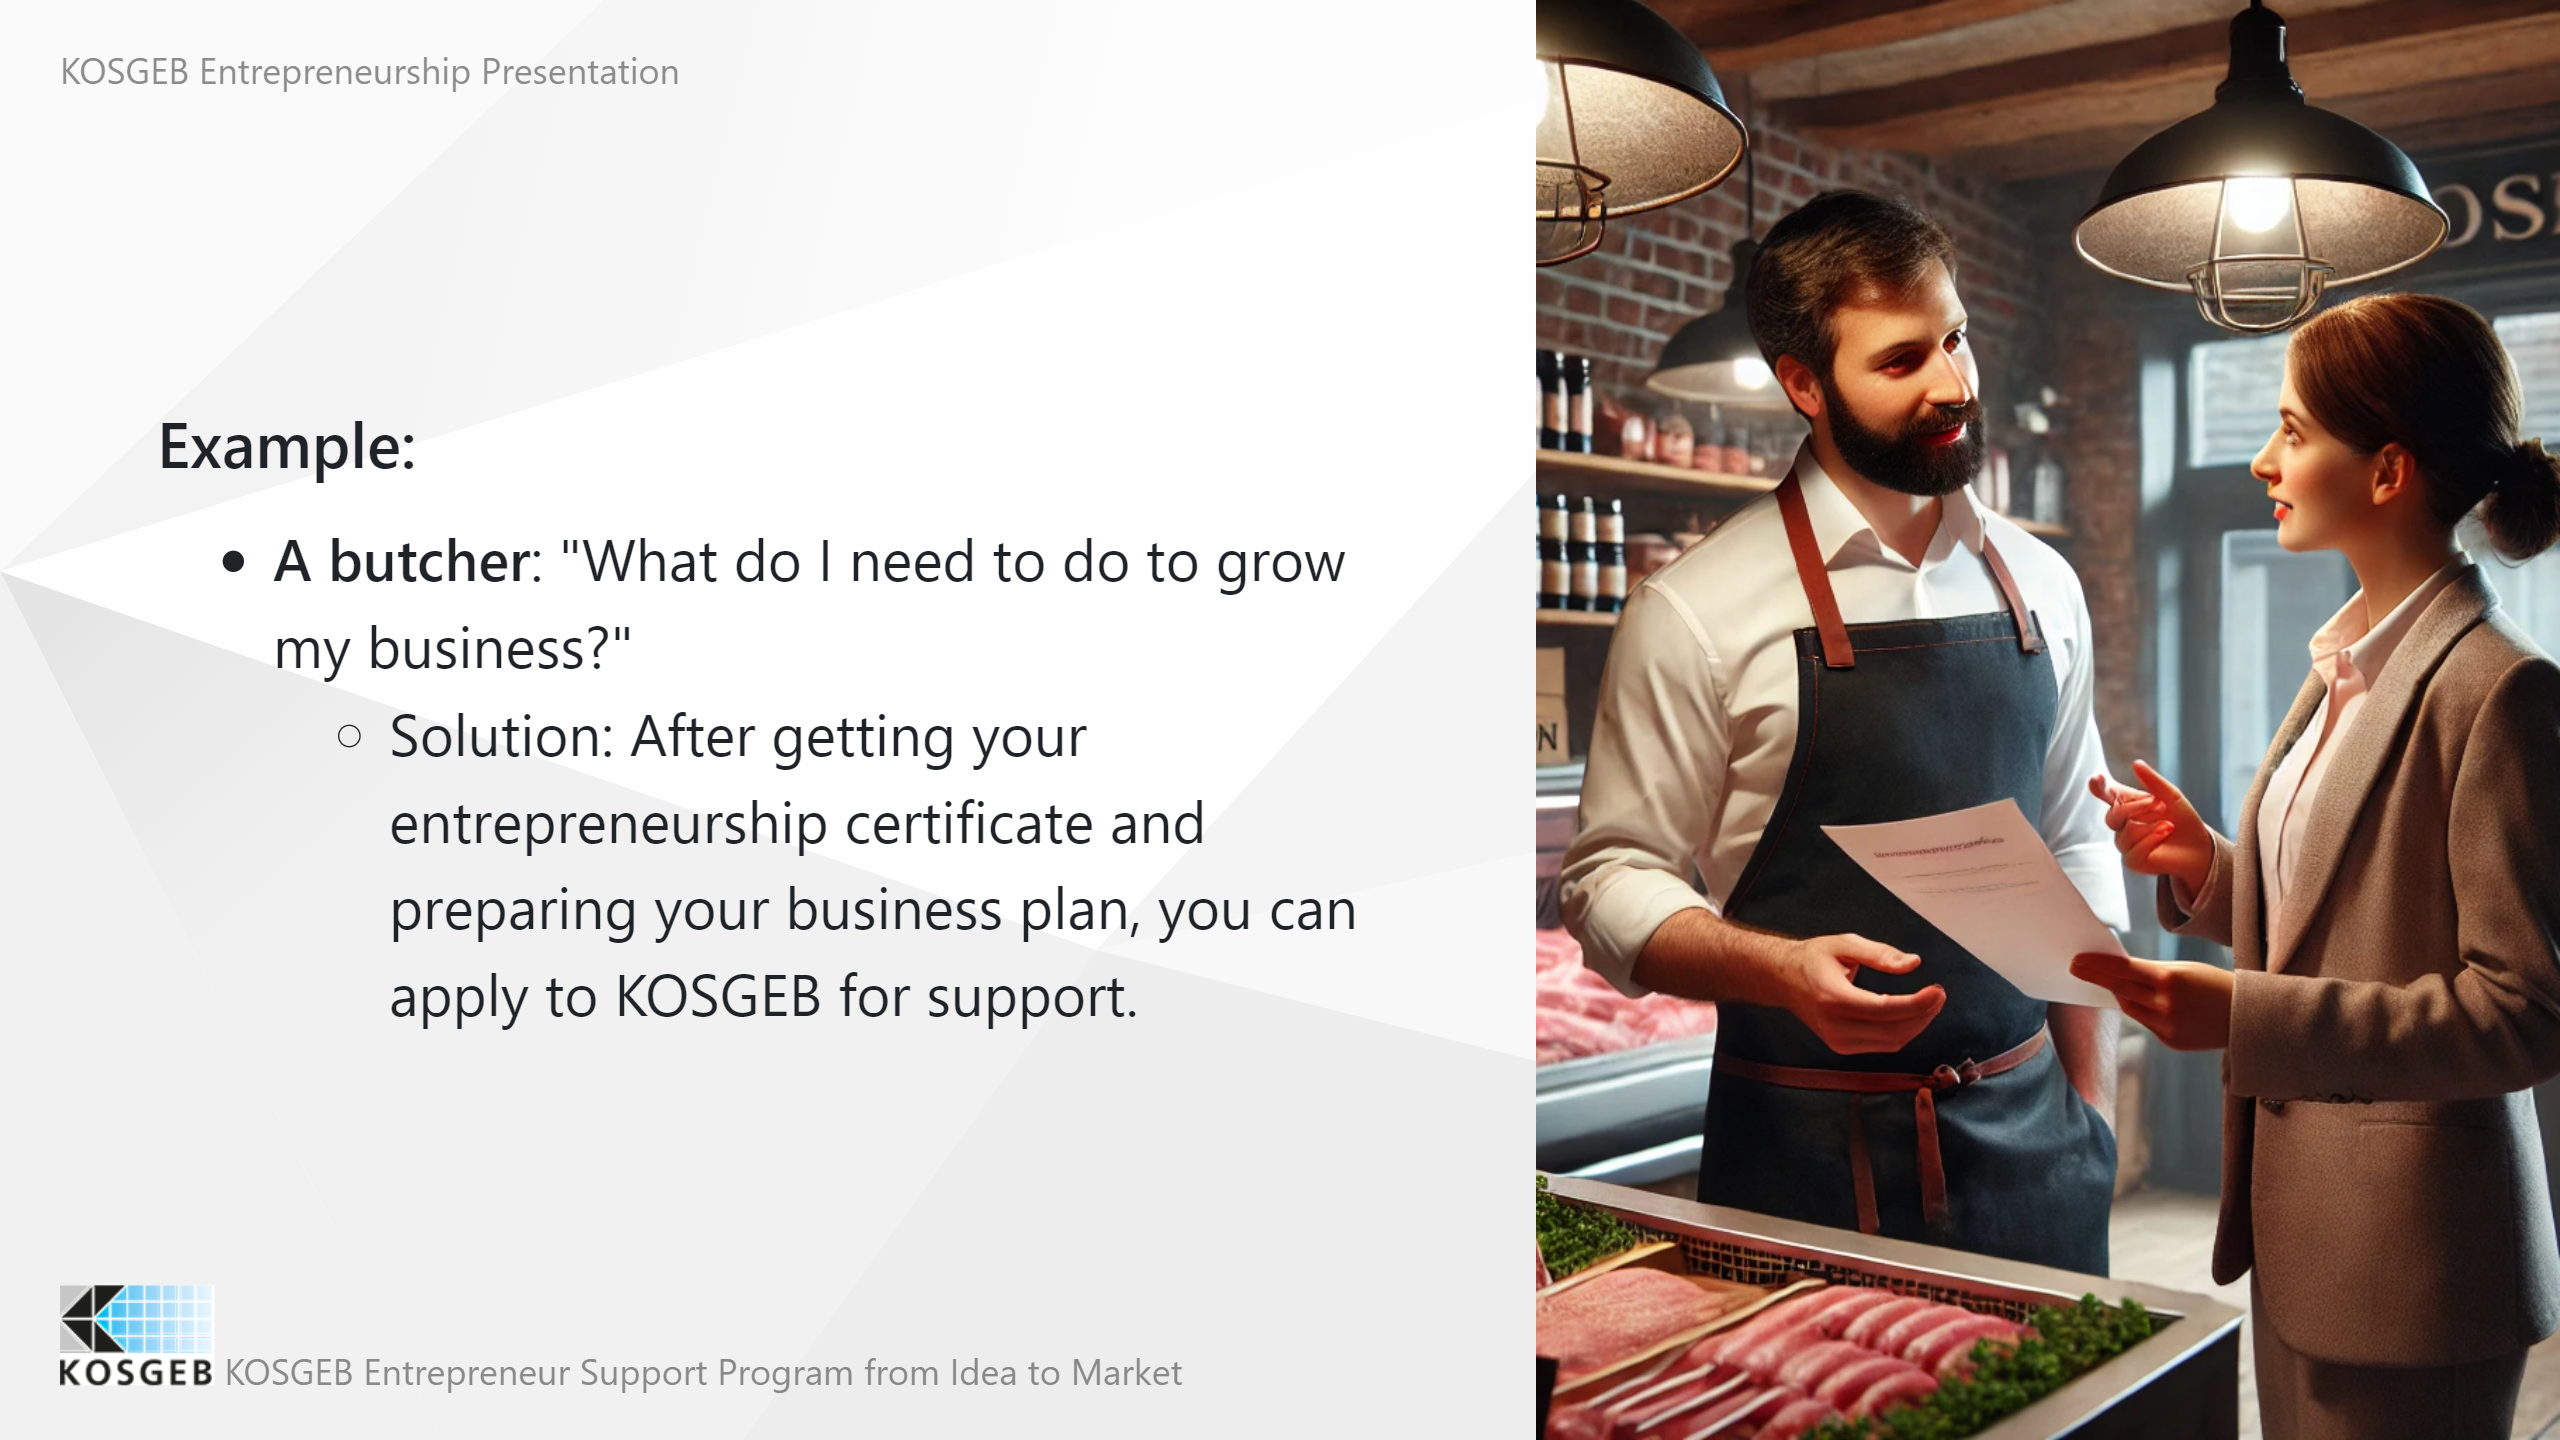 KOSGEB Entrepreneurship Presentation
Example:
A butcher: "What do I need to do to grow
my business?"
Solution: After getting your
entrepreneurship certificate and
preparing your business plan, you can
apply to KOSGEB for support.
KOSGEB
KOSGEB Entrepreneur Support Program from Idea to Market